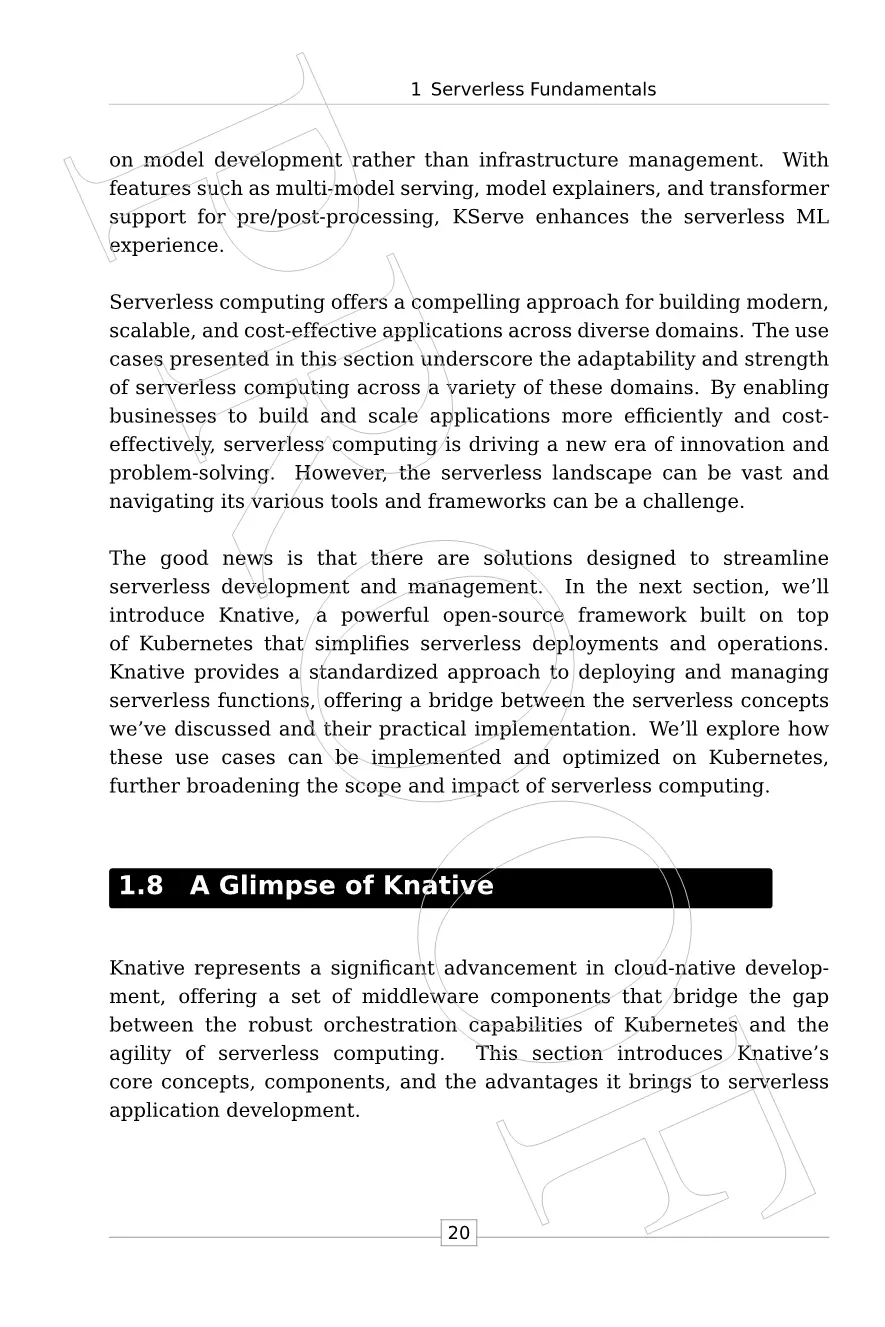 1 Serverless Fundamentals
on model development rather than infrastructure management. With
features such as multi-model serving, model explainers, and transformer
support for pre/post-processing, KServe enhances the serverless ML
experience.
Serverless computing offers a compelling approach for building modern,
scalable, and cost-effective applications across diverse domains. The use
cases presented in this section underscore the adaptability and strength
of serverless computing across a variety of these domains. By enabling
businesses to build and scale applications more efficiently and cost-
effectively, serverless computing is driving a new era of innovation and
problem-solving. However, the serverless landscape can be vast and
navigating its various tools and frameworks can be a challenge.
The good news is that there are solutions designed to streamline
serverless development and management. In the next section, we’ll
introduce Knative, a powerful open-source framework built on top
of Kubernetes that simplifies serverless deployments and operations.
Knative provides a standardized approach to deploying and managing
serverless functions, offering a bridge between the serverless concepts
we’ve discussed and their practical implementation. We’ll explore how
these use cases can be implemented and optimized on Kubernetes,
further broadening the scope and impact of serverless computing.
1.8 A Glimpse of Knative
Knative represents a significant advancement in cloud-native develop-
ment, offering a set of middleware components that bridge the gap
between the robust orchestration capabilities of Kubernetes and the
agility of serverless computing. This section introduces Knative’s
core concepts, components, and the advantages it brings to serverless
application development.
20
PROOF